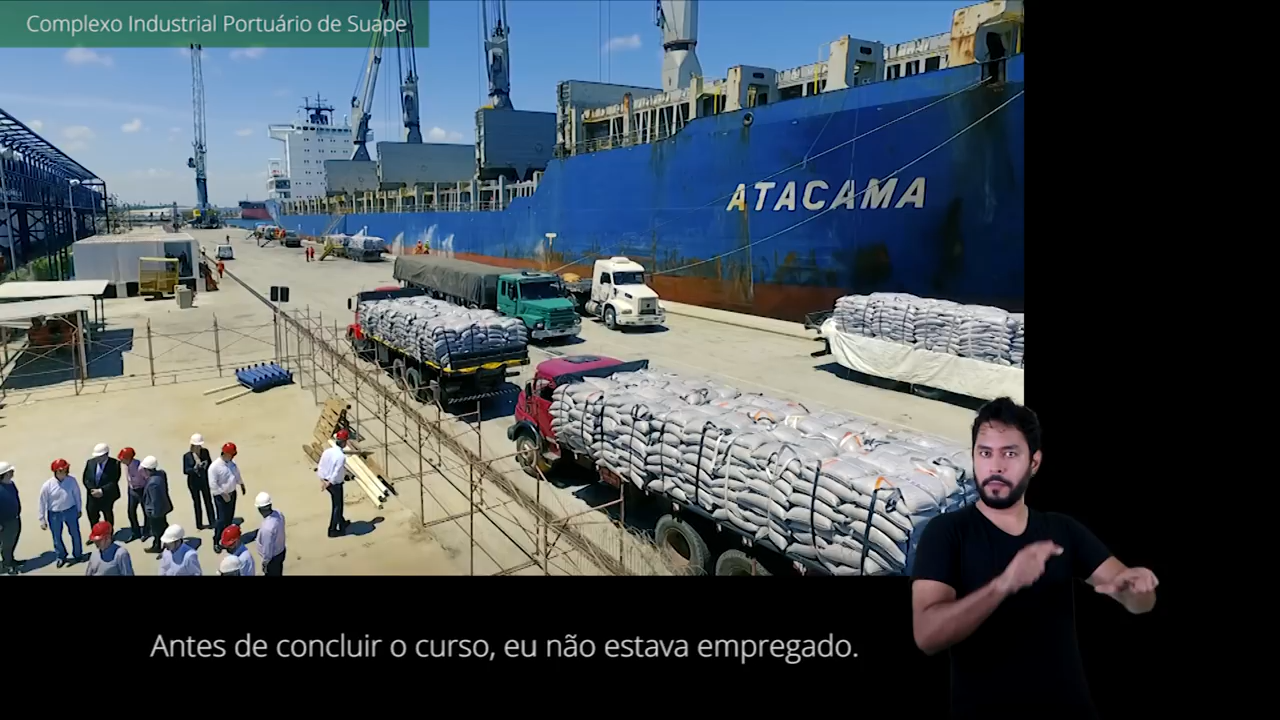 Complexo Industrial Portuário de Suape
ATACAMA
Antes de concluir o curso, eu não estava empregado.